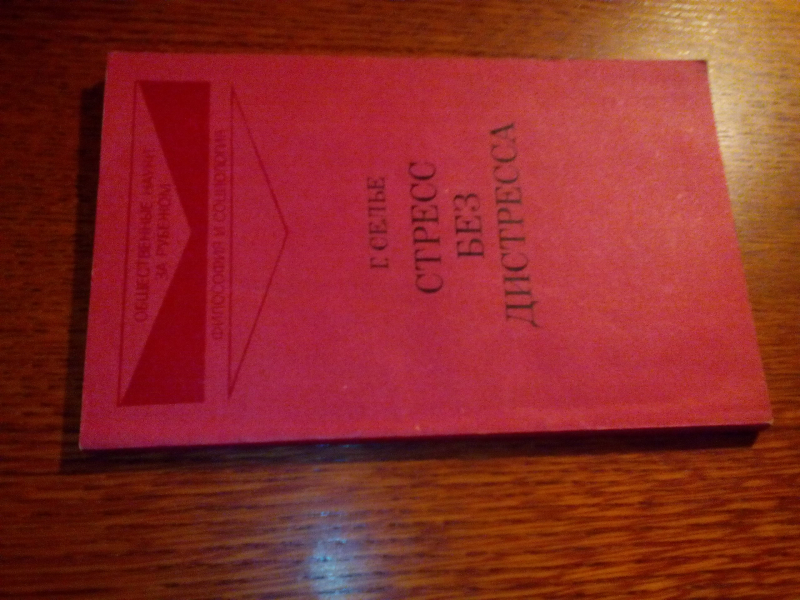 ОБЩЕСТВЕННЫЕ НАУКИ
ЗА РУБЕЖОМ
ФИЛОСОФИЯ И СОЦИОЛОГИЯ
Г. СЕЛЬЕ
СТРЕСС
БЕЗ
ДИСТРЕССА